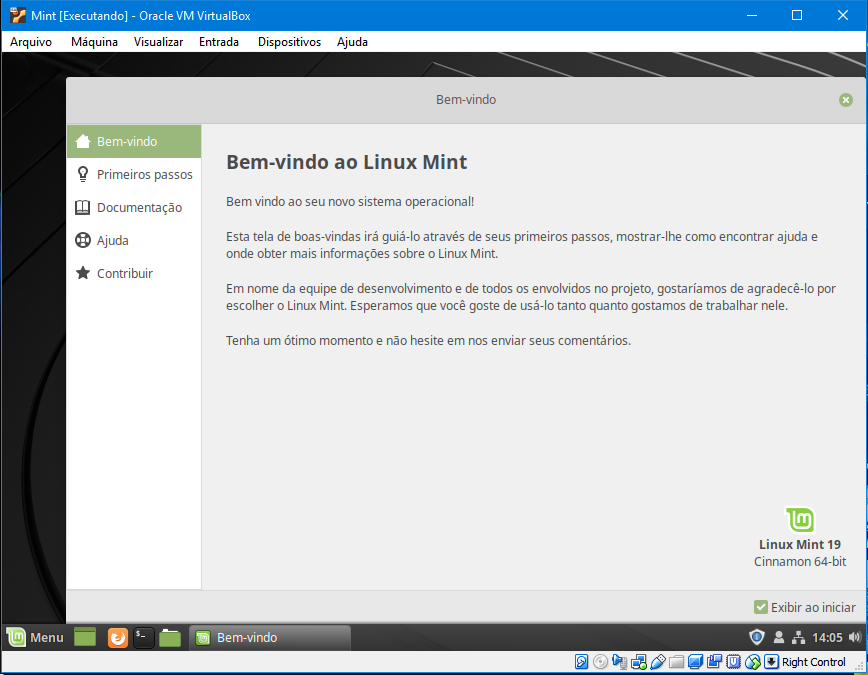 Mint [Executando] - Oracle VM VirtualBox
Arquivo Máquina Visualizar Entrada Dispositivos Ajuda
Bem-vindo
Bem-vindo
Primeiros passos
Documentação
Ajuda
Contribuir
Bem-vindo ao Linux Mint
Bem vindo ao seu novo sistema operacional!
Esta tela de boas-vindas irá guiá-lo através de seus primeiros passos, mostrar-lhe como encontrar ajuda e
onde obter mais informações sobre o Linux Mint.
Em nome da equipe de desenvolvimento e de todos os envolvidos no projeto, gostaríamos de agradecê-lo por
escolher o Linux Mint. Esperamos que você goste de usá-lo tanto quanto gostamos de trabalhar nele.
Tenha um ótimo momento e não hesite em nos enviar seus comentários.
Linux Mint 19
Cinnamon 64-bit
Exibir ao iniciar
Menu Bem-vindo 14:05
Right Control